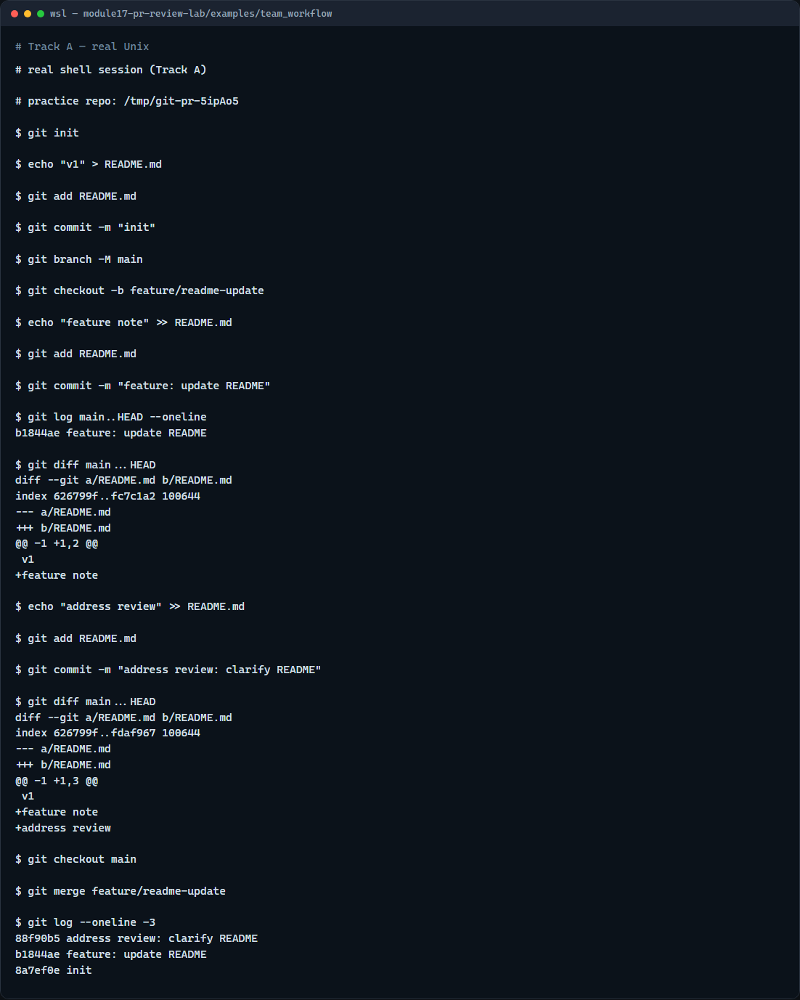 wsl — module17-pr-review-lab/examples/team_workflow
# Track A — real Unix
# real shell session (Track A)
# practice repo: /tmp/git-pr-5ipAo5
$ git init
$ echo "v1" > README.md
$ git add README.md
$ git commit -m "init"
$ git branch -M main
$ git checkout -b feature/readme-update
$ echo "feature note" >> README.md
$ git add README.md
$ git commit -m "feature: update README"
$ git log main..HEAD --oneline
b1844ae feature: update README
$ git diff main...HEAD
diff --git a/README.md b/README.md
index 626799f..fc7c1a2 100644
--- a/README.md
+++ b/README.md
@@ -1 +1,2 @@
 v1
+feature note
$ echo "address review" >> README.md
$ git add README.md
$ git commit -m "address review: clarify README"
$ git diff main...HEAD
diff --git a/README.md b/README.md
index 626799f..fdaf967 100644
--- a/README.md
+++ b/README.md
@@ -1 +1,3 @@
 v1
+feature note
+address review
$ git checkout main
$ git merge feature/readme-update
$ git log --oneline -3
88f90b5 address review: clarify README
b1844ae feature: update README
8a7ef0e init